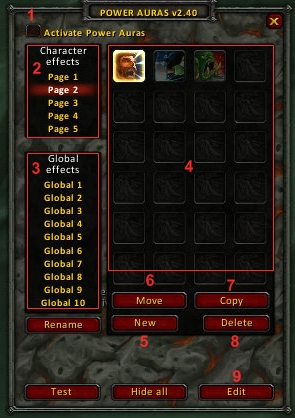 POWER AURAS v2.40
1
Activate Power Auras
Character
effects
2
Page 1
Page 2
Page 3
Page 4
Page 5
3
Global
effects
Global 1
Global 2
Global 3
Global 4
Global 5
Global 6
Global 7
Global 8
Global 9
Global 10
4
6
7
Move
Copy
Rename
New
Delete
5
8
9
Test
Hide all
Edit